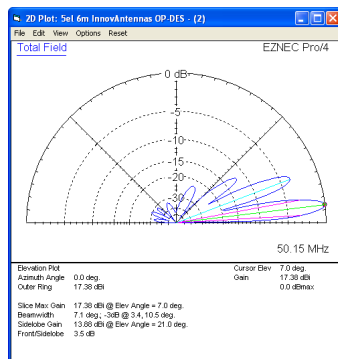 2D Plot: 5el 6m InnovAntennas OP-DES - (2)
File Edit View Options Reset
Total Field
EZNEC Pro/4
0 dB
-5
-10
-15
-20
-30
50.15 MHz
Elevation Plot Cursor Elev 7.0 deg.
Azimuth Angle 0.0 deg. Gain 17.38 dBi
Outer Ring 17.38 dBi 0.0 dBmax
Slice Max Gain 17.38 dBi @ Elev Angle = 7.0 deg.
Beamwidth 7.1 deg.; -3dB @ 3.4, 10.5 deg.
Sidelobe Gain 13.88 dBi @ Elev Angle = 21.0 deg.
Front/Sidelobe 3.5 dB